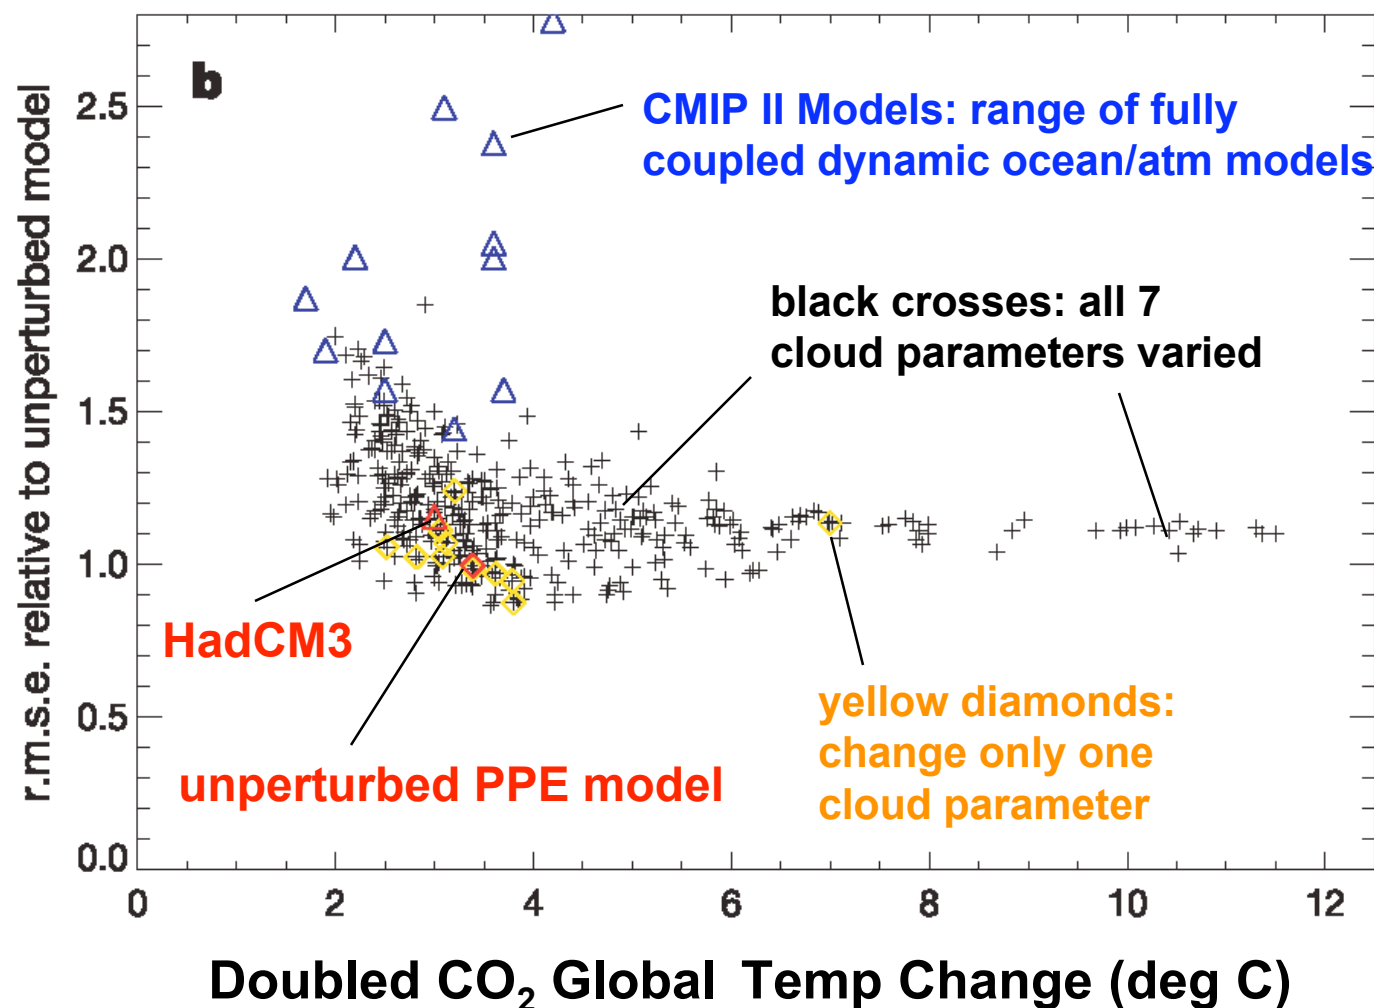 b
r.m.s.e. relative to unperturbed model
2.5
2.0
1.5
1.0
0.5
0.0
CMIP II Models: range of fully
coupled dynamic ocean/atm models
black crosses: all 7
cloud parameters varied
HadCM3
unperturbed PPE model
yellow diamonds:
change only one
cloud parameter
0 2 4 6 8 10 12
Doubled CO₂ Global Temp Change (deg C)